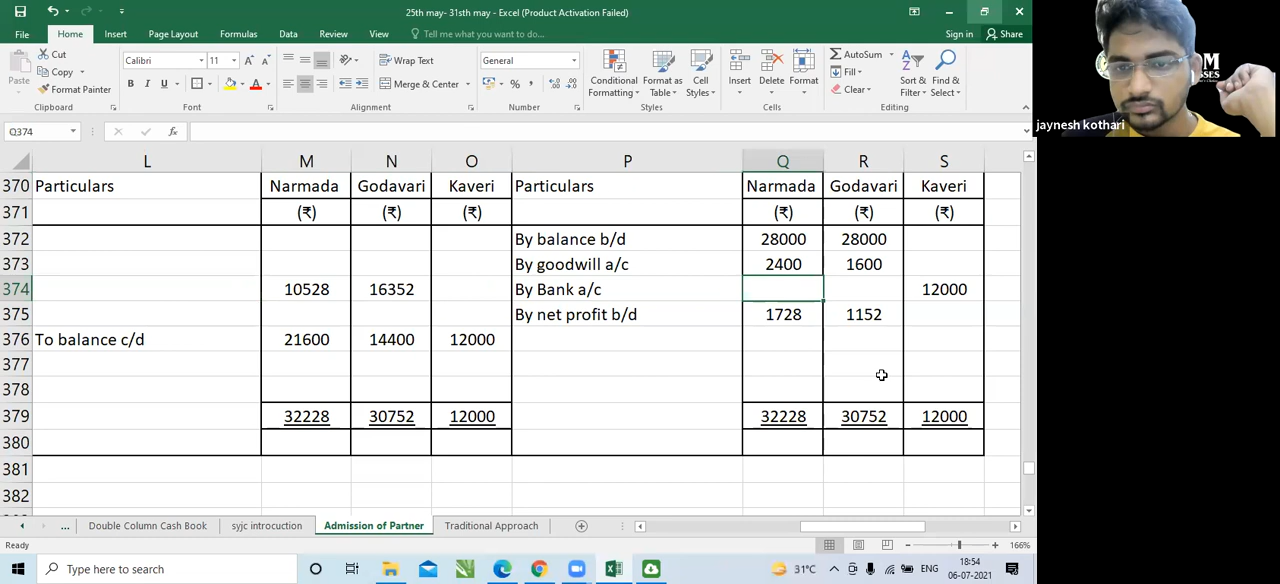 25th may- 31sth may - Excel (Product Activation Failed)
File Home Insert Page Layout Formulas Data Review View Tell me what you want to do... Sign in Share
Paste Cut Copy Format Painter Clipboard
Calibri 11 A A B I U A Font
Wrap Text Merge & Center Alignment
General % , Number
Conditional Formatting Format as Table Cell Styles Styles
Insert Delete Format Cells
AutoSum Fill Clear Sort & Filter Find & Select Editing
jaynesh kothari
Q374 fx
L M N O P Q R S
370 Particulars Narmada Godavari Kaveri Particulars Narmada Godavari Kaveri
371 (₹) (₹) (₹) (₹) (₹) (₹)
372 By balance b/d 28000 28000
373 By goodwill a/c 2400 1600
374 10528 16352 By Bank a/c 12000
375 By net profit b/d 1728 1152
376 To balance c/d 21600 14400 12000
377
378
379 32228 30752 12000 32228 30752 12000
380
381
382
... Double Column Cash Book syjc introcuction Admission of Partner Traditional Approach
Ready 166%
Type here to search 31°C ENG 18:54
06-07-2021